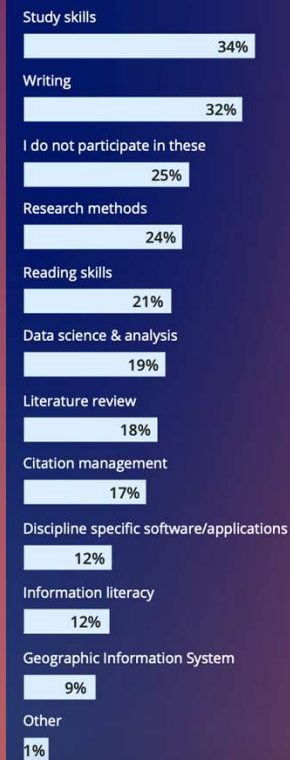 Study skills
34%
Writing
32%
I do not participate in these
25%
Research methods
24%
Reading skills
21%
Data science & analysis
19%
Literature review
18%
Citation management
17%
Discipline specific software/applications
12%
Information literacy
12%
Geographic Information System
9%
Other
1%